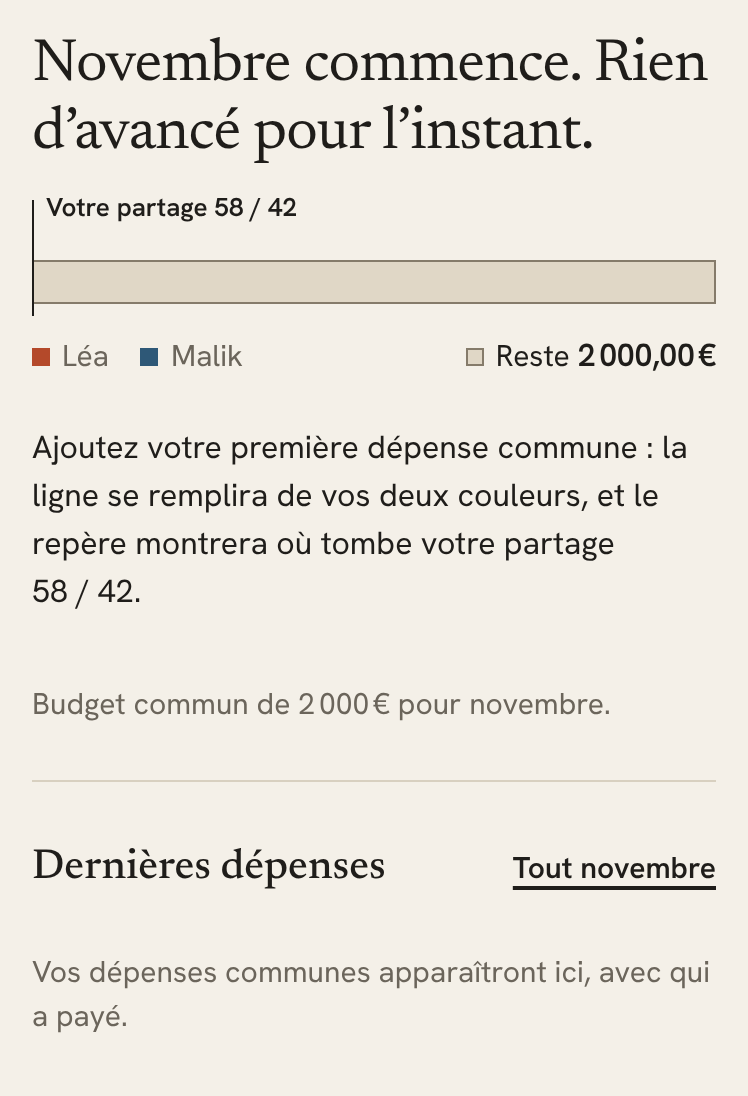 Novembre commence. Rien
d’avancé pour l’instant.
Votre partage 58 / 42
Léa Malik Reste 2 000,00 €
Ajoutez votre première dépense commune : la
ligne se remplira de vos deux couleurs, et le
repère montrera où tombe votre partage
58 / 42.
Budget commun de 2 000 € pour novembre.
Dernières dépenses Tout novembre
Vos dépenses communes apparaîtront ici, avec qui
a payé.